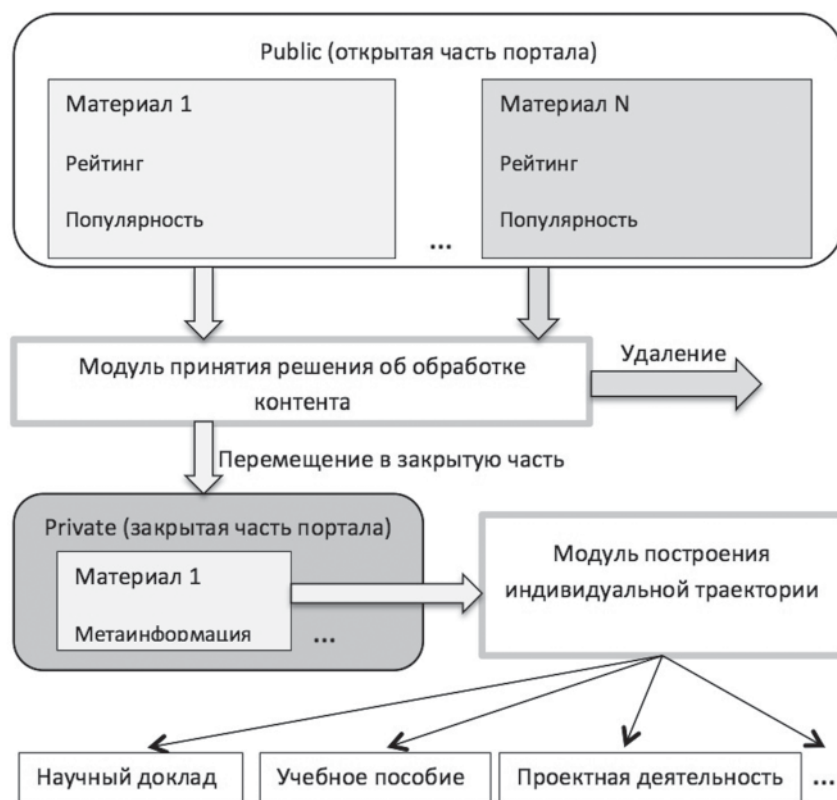 Public (открытая часть портала)
Материал 1
Рейтинг
Популярность
...
Материал N
Рейтинг
Популярность
Модуль принятия решения об обработке
контента
Удаление
Перемещение в закрытую часть
Private (закрытая часть портала)
Материал 1
Метаинформация
...
Модуль построения
индивидуальной траектории
Научный доклад
Учебное пособие
Проектная деятельность
...